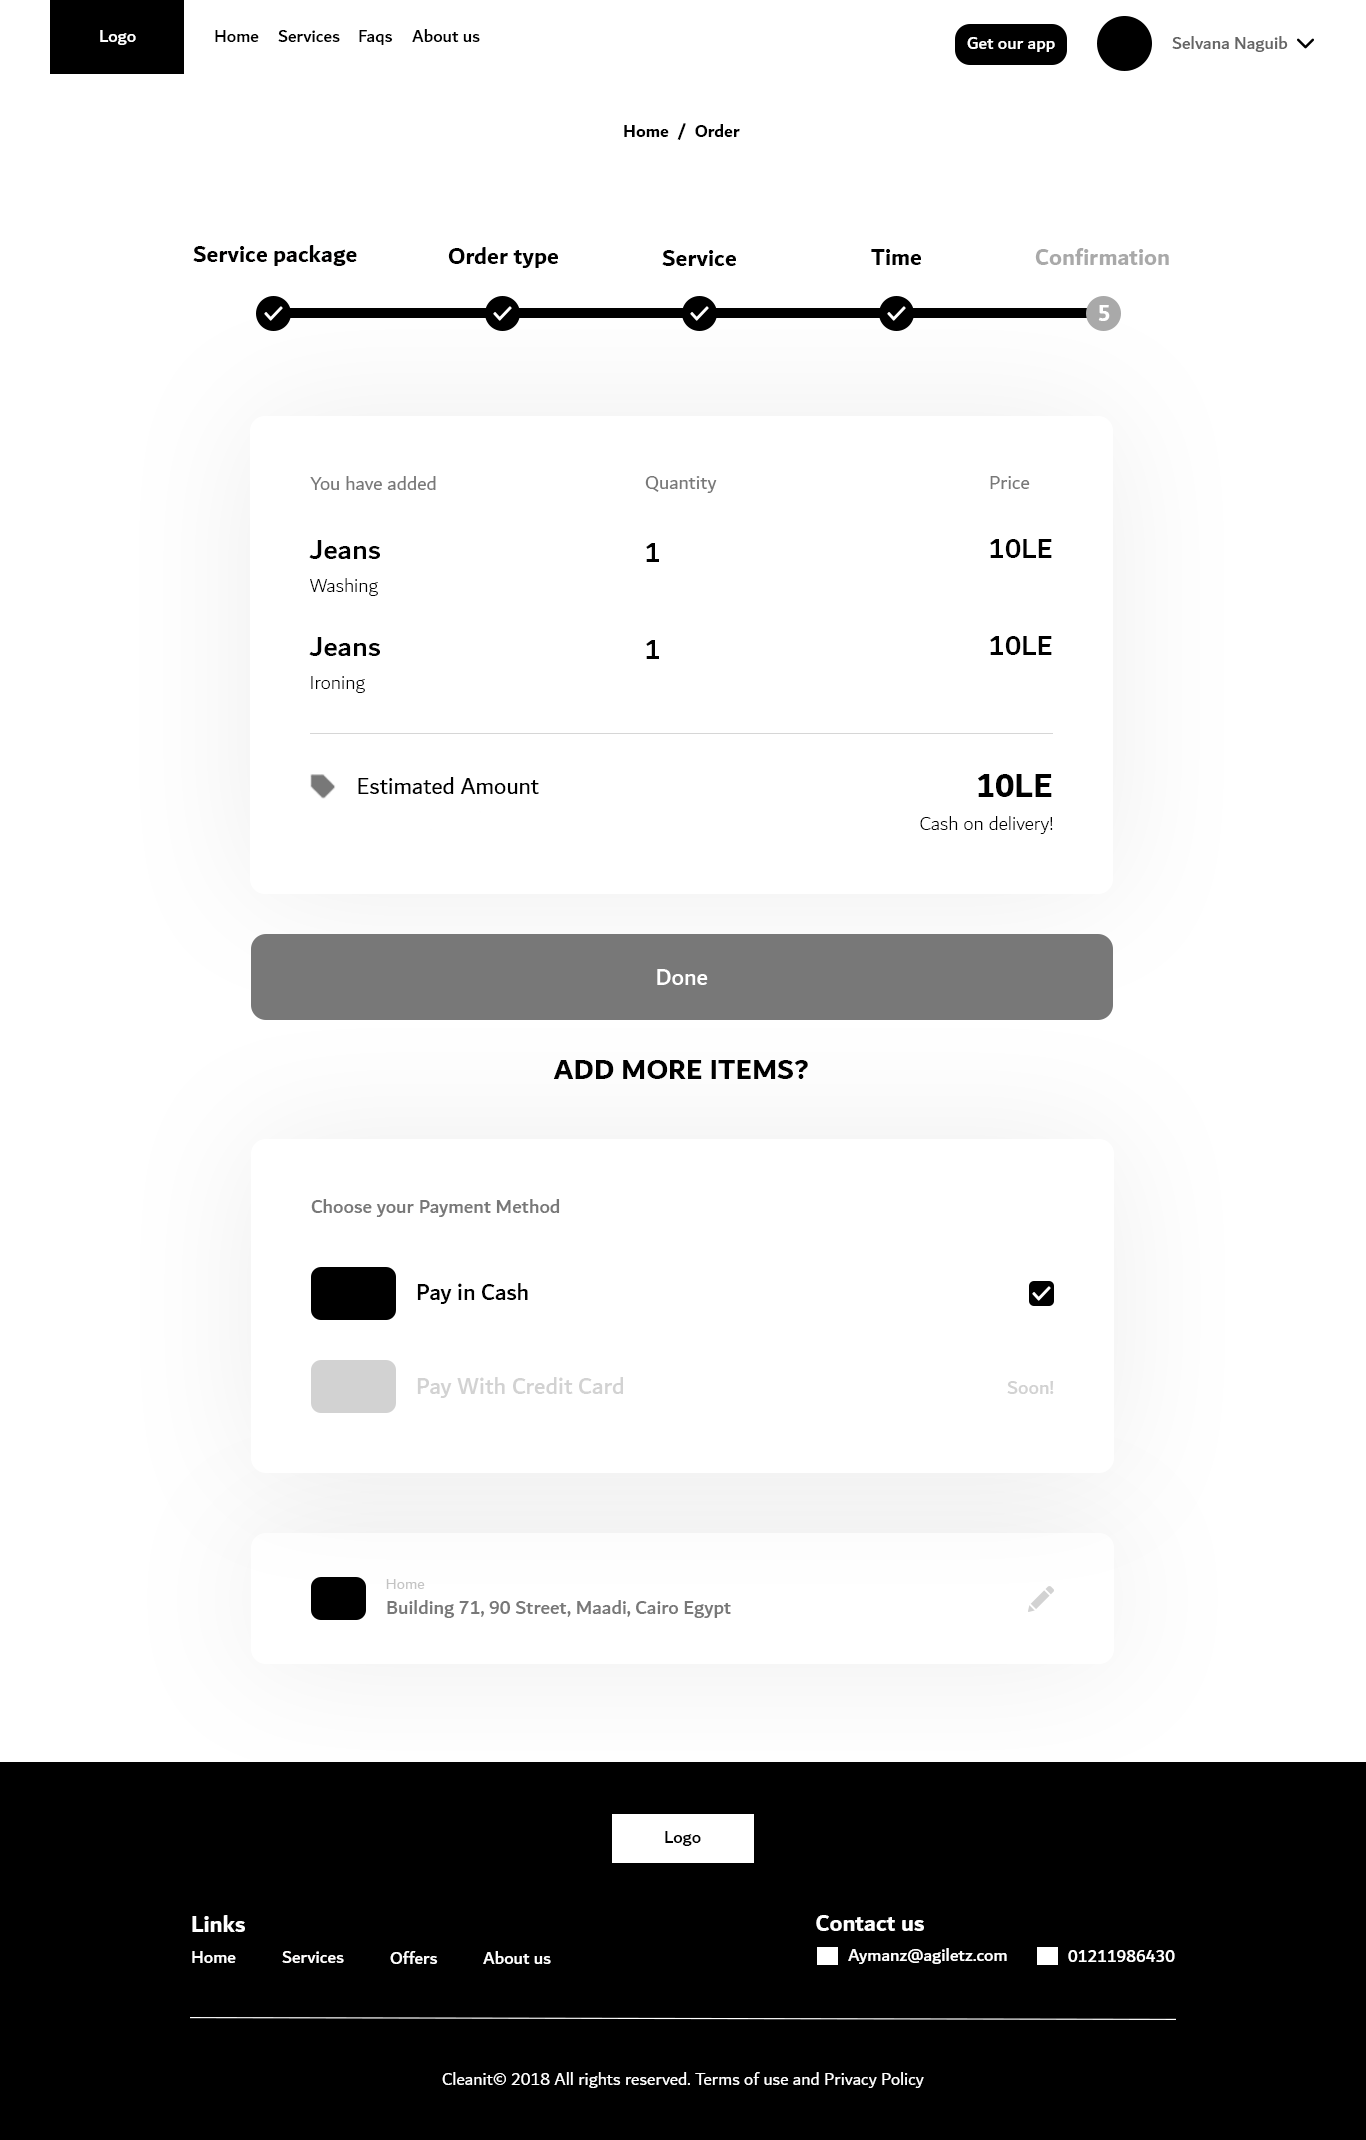 Logo
Home
Services
Faqs
About us
Get our app
Selvana Naguib
Home / Order
Service package
Order type
Service
Time
Confirmation
5
You have added
Quantity
Price
Jeans
1
10LE
Washing
Jeans
1
10LE
Ironing
Estimated Amount
10LE
Cash on delivery!
Done
ADD MORE ITEMS?
Choose your Payment Method
Pay in Cash
Pay With Credit Card
Soon!
Home
Building 71, 90 Street, Maadi, Cairo Egypt
Logo
Links
Home
Services
Offers
About us
Contact us
Aymanz@agiletz.com
01211986430
Cleanit© 2018 All rights reserved. Terms of use and Privacy Policy